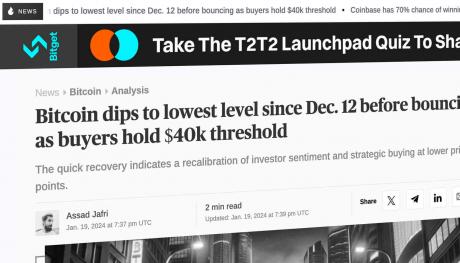 NEWS
dips to lowest level since Dec. 12 before bouncing as buyers hold $40k threshold • Coinbase has 70% chance of winni
Bitget
Take The T2T2 Launchpad Quiz To Sha
News Bitcoin Analysis
Bitcoin dips to lowest level since Dec. 12 before bounci
as buyers hold $40k threshold
The quick recovery indicates a recalibration of investor sentiment and strategic buying at lower pri
points.
Assad Jafri
Jan. 19, 2024 at 7:37 pm UTC
2 min read
Updated: Jan. 19, 2024 at 7:39 pm UTC
Share